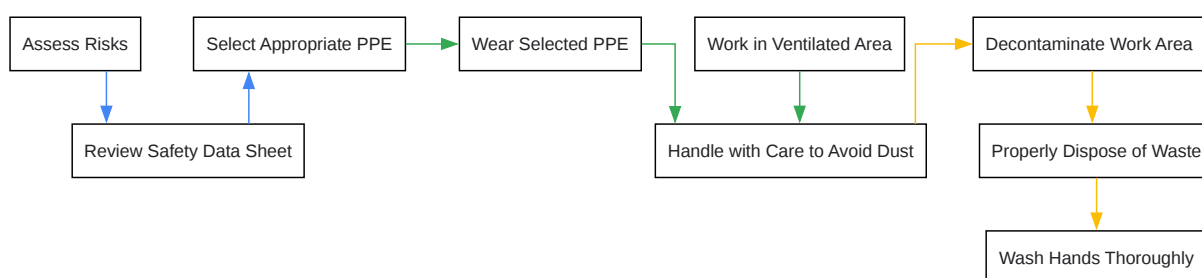 Assess Risks
Select Appropriate PPE
Wear Selected PPE
Work in Ventilated Area
Decontaminate Work Area
Review Safety Data Sheet
Handle with Care to Avoid Dust
Properly Dispose of Waste
Wash Hands Thoroughly